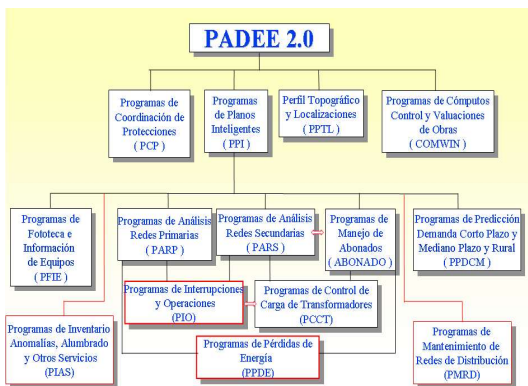 PADEE 2.0
Programas de
Coordinación de
Protecciones
( PCP )
Programas
de Planos
Inteligentes
( PPI )
Perfil Topográfico
y Localizaciones
( PPTL )
Programas de Cómputos
Control y Valuaciones
de Obras
( COMWIN )
Programas de
Fototeca e
Información
de Equipos
( PFIE )
Programas de Análisis
Redes Primarias
( PARP )
Programas de Análisis
Redes Secundarias
( PARS )
Programas de
Manejo de
Abonados
( ABONADO )
Programas de Predicción
Demanda Corto Plazo y
Mediano Plazo y Rural
( PPDCM )
Programas de Interrupciones
y Operaciones
(PIO)
Programas de Control de
Carga de Transformadores
(PCCT)
Programas de Inventario
Anomalías, Alumbrado
y Otros Servicios
(PIAS)
Programas de Pérdidas de
Energía
(PPDE)
Programas de
Mantenimiento de
Redes de Distribución
(PMRD)